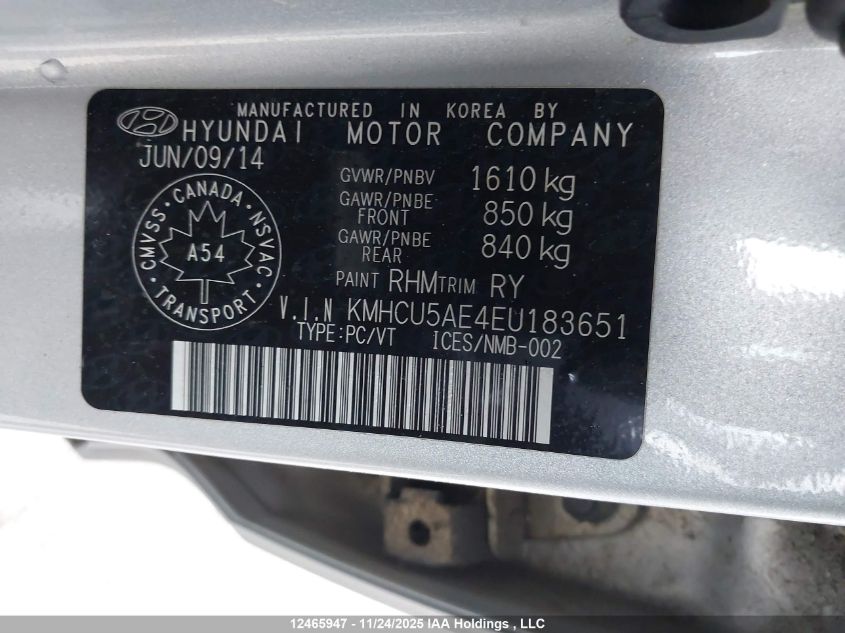 MANUFACTURED IN KOREA BY
HYUNDAI MOTOR COMPANY
JUN/09/14
GVWR/PNBV 1610 kg
GAWR/PNBE FRONT 850 kg
GAWR/PNBE REAR 840 kg
PAINT RHM TRIM RY
CMVSS · CANADA · NSVAC
A54
TRANSPORT
V.I.N KMHCU5AE4EU183651
TYPE:PC/VT ICES/NMB-002
12465947 - 11/24/2025 IAA Holdings , LLC